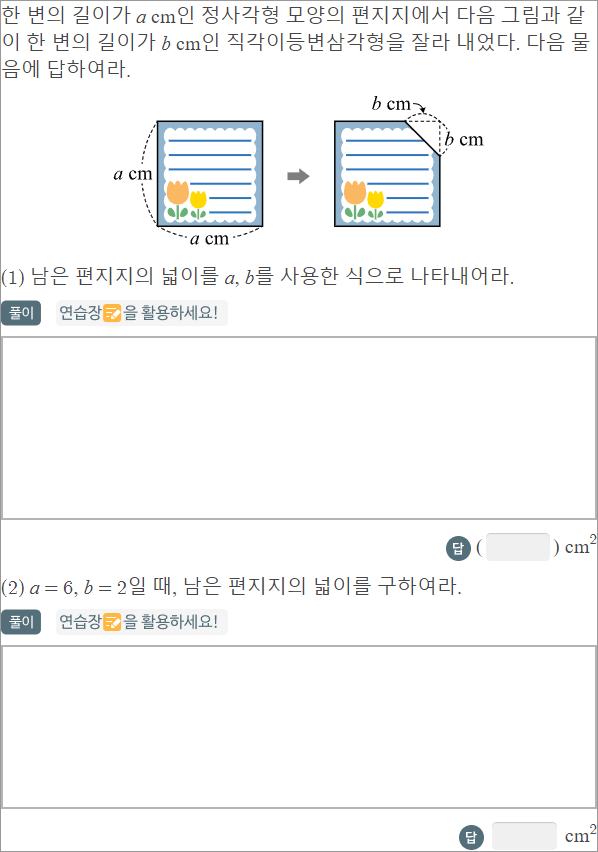 한 변의 길이가 a cm인 정사각형 모양의 편지지에서 다음 그림과 같
이 한 변의 길이가 b cm인 직각이등변삼각형을 잘라 내었다. 다음 물
음에 답하여라.
b cm
b cm
a cm
a cm
(1) 남은 편지지의 넓이를 a, b를 사용한 식으로 나타내어라.
풀이 연습장을 활용하세요!
답 ( ) cm²
(2) a = 6, b = 2일 때, 남은 편지지의 넓이를 구하여라.
풀이 연습장을 활용하세요!
답 cm²